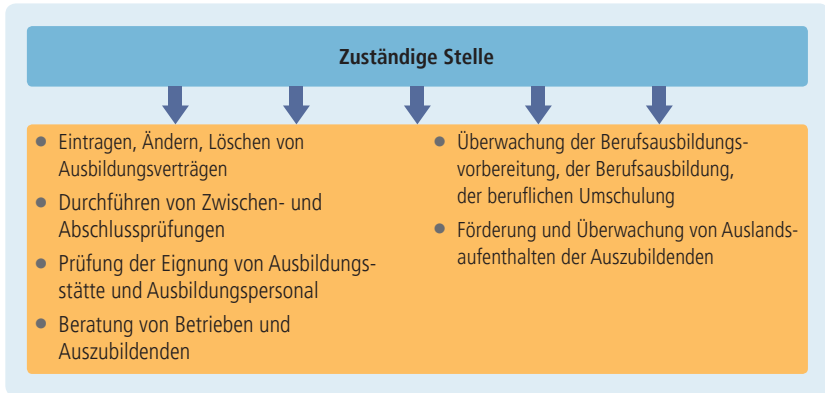 Zuständige Stelle
• Eintragen, Ändern, Löschen von
Ausbildungsverträgen
• Durchführen von Zwischen- und
Abschlussprüfungen
• Prüfung der Eignung von Ausbildungs-
stätte und Ausbildungspersonal
• Beratung von Betrieben und
Auszubildenden
• Überwachung der Berufsausbildungs-
vorbereitung, der Berufsausbildung,
der beruflichen Umschulung
• Förderung und Überwachung von Auslands-
aufenthalten der Auszubildenden